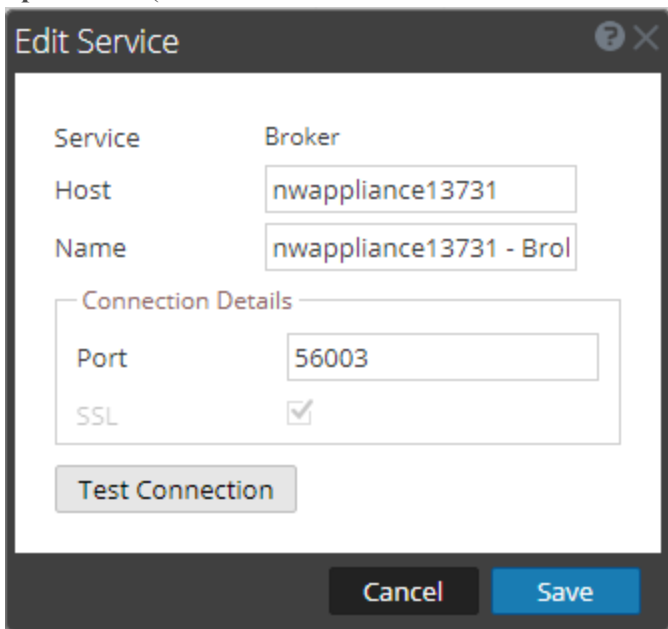 Edit Service
Service Broker
Host nwappliance13731
Name nwappliance13731 - Brol
Connection Details
Port 56003
SSL
Test Connection
Cancel Save